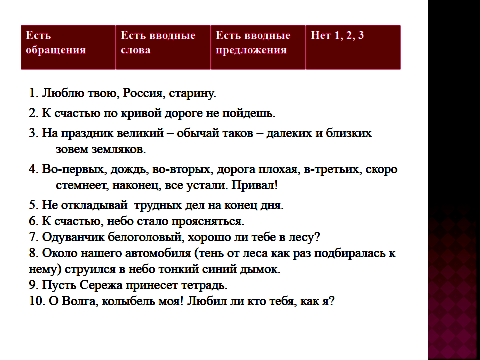 Есть обращения
Есть вводные слова
Есть вводные предложения
Нет 1, 2, 3
1. Люблю твою, Россия, старину.
2. К счастью по кривой дороге не пойдешь.
3. На праздник великий – обычай таков – далеких и близких
зовем земляков.
4. Во-первых, дождь, во-вторых, дорога плохая, в-третьих, скоро
стемнеет, наконец, все устали. Привал!
5. Не откладывай трудных дел на конец дня.
6. К счастью, небо стало проясняться.
7. Одуванчик белоголовый, хорошо ли тебе в лесу?
8. Около нашего автомобиля (тень от леса как раз подбиралась к
нему) струился в небо тонкий синий дымок.
9. Пусть Сережа принесет тетрадь.
10. О Волга, колыбель моя! Любил ли кто тебя, как я?